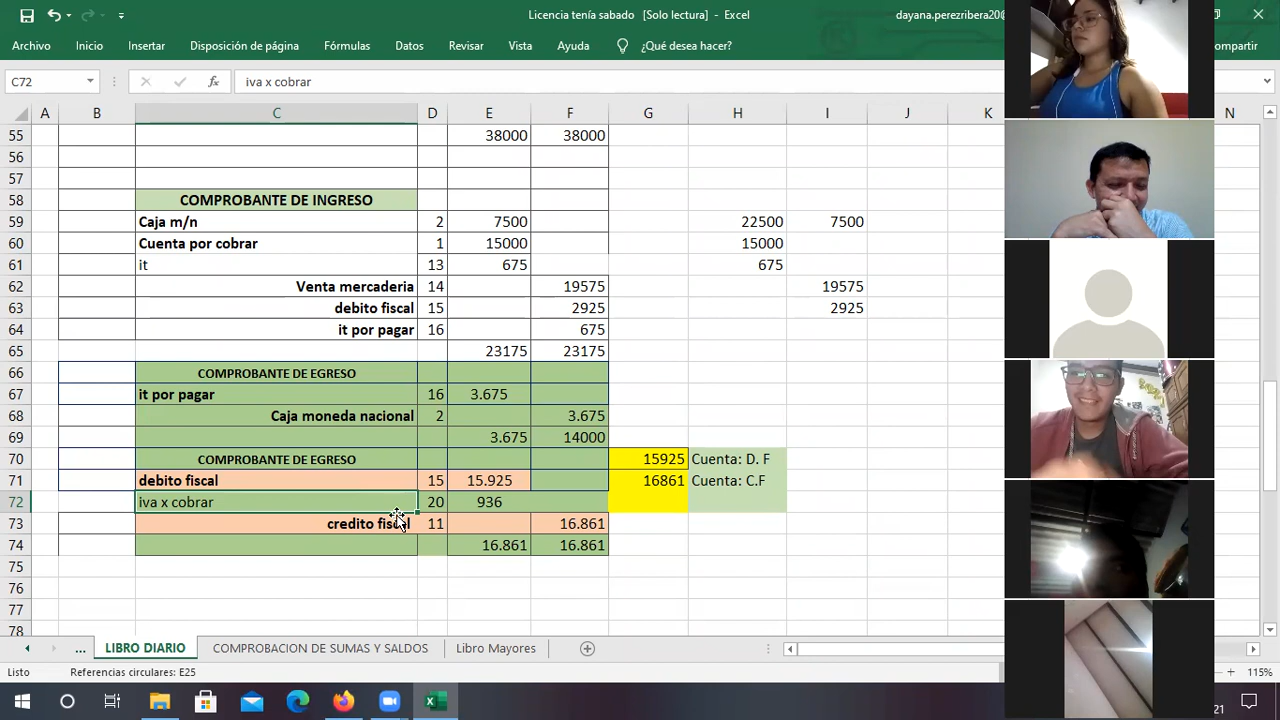 Licencia tenía sabado [Solo lectura] - Excel
dayana.perezribera20@
Archivo Inicio Insertar Disposición de página Fórmulas Datos Revisar Vista Ayuda ¿Qué desea hacer? ompartir
C72 fx iva x cobrar
A B C D E F G H I J K N
55 38000 38000
56
57
58 COMPROBANTE DE INGRESO
59 Caja m/n 2 7500 22500 7500
60 Cuenta por cobrar 1 15000 15000
61 it 13 675 675
62 Venta mercaderia 14 19575 19575
63 debito fiscal 15 2925 2925
64 it por pagar 16 675
65 23175 23175
66 COMPROBANTE DE EGRESO
67 it por pagar 16 3.675
68 Caja moneda nacional 2 3.675
69 3.675 14000
70 COMPROBANTE DE EGRESO 15925 Cuenta: D. F
71 debito fiscal 15 15.925 16861 Cuenta: C.F
72 iva x cobrar 20 936
73 credito fiscal 11 16.861
74 16.861 16.861
75
76
77
78
... LIBRO DIARIO COMPROBACION DE SUMAS Y SALDOS Libro Mayores
Listo Referencias circulares: E25 115%
21